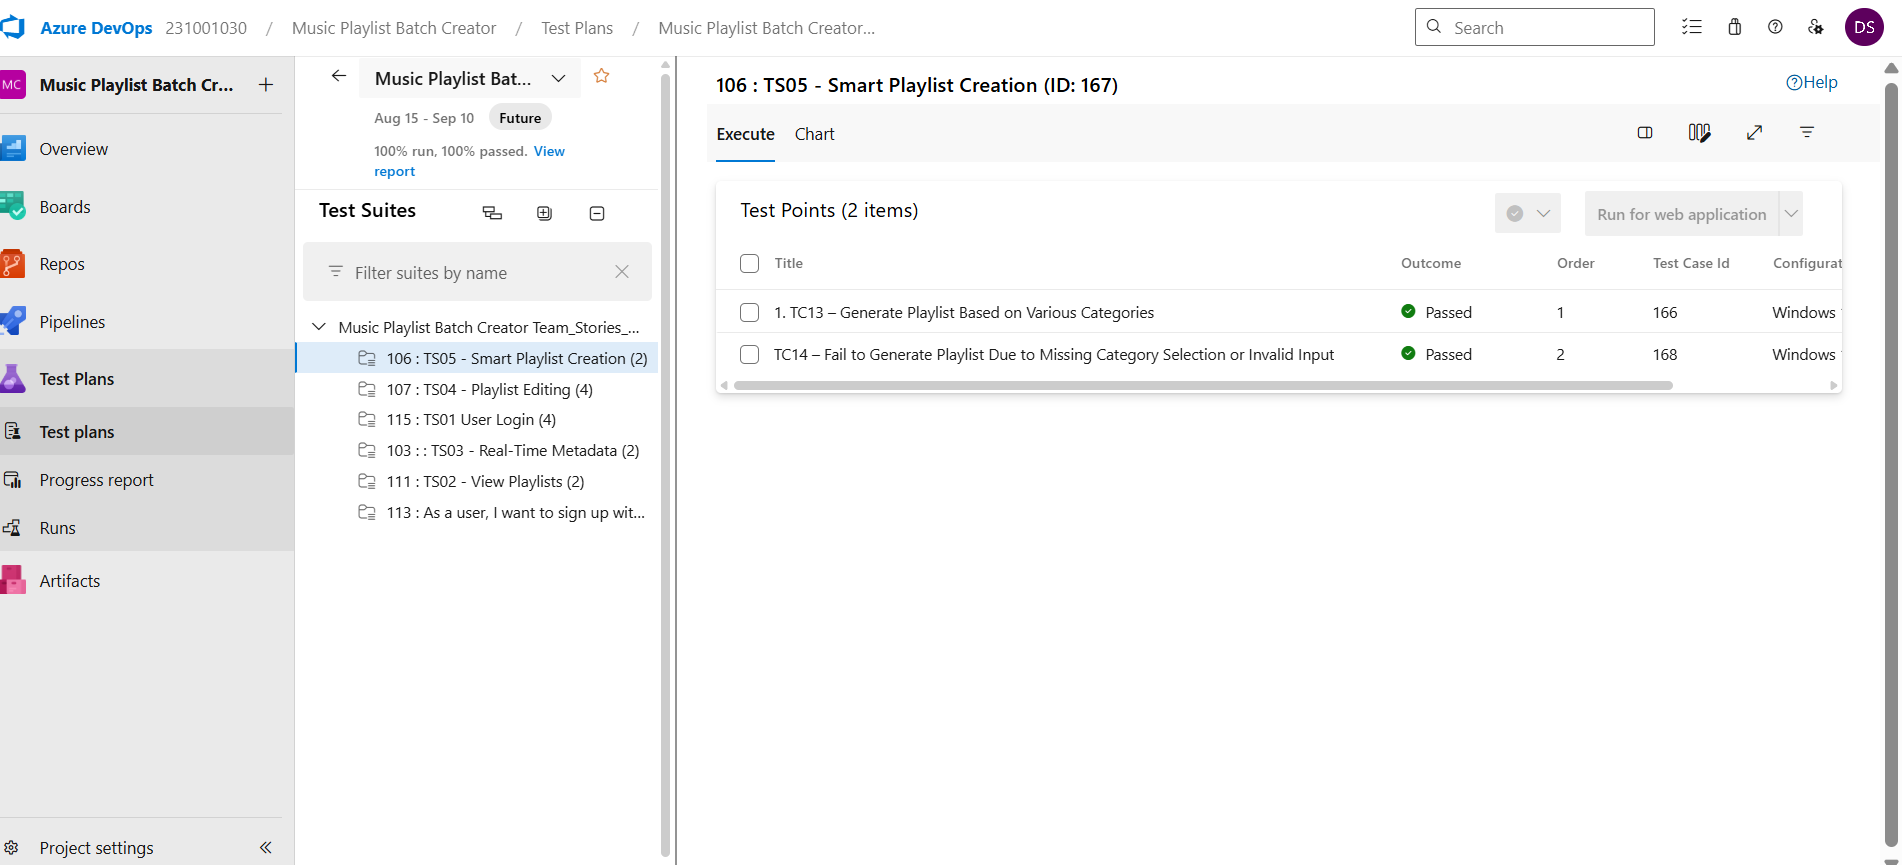 Azure DevOps 231001030 / Music Playlist Batch Creator / Test Plans / Music Playlist Batch Creator...
Search
DS
MC Music Playlist Batch Cr... +
Overview
Boards
Repos
Pipelines
Test Plans
Test plans
Progress report
Runs
Artifacts
Project settings
Music Playlist Bat...
Aug 15 - Sep 10 Future
100% run, 100% passed. View
report
Test Suites
Filter suites by name
Music Playlist Batch Creator Team_Stories_...
106 : TS05 - Smart Playlist Creation (2)
107 : TS04 - Playlist Editing (4)
115 : TS01 User Login (4)
103 : : TS03 - Real-Time Metadata (2)
111 : TS02 - View Playlists (2)
113 : As a user, I want to sign up wit...
106 : TS05 - Smart Playlist Creation (ID: 167)
Help
Execute Chart
Test Points (2 items)
Run for web application
Title Outcome Order Test Case Id Configurat
1. TC13 – Generate Playlist Based on Various Categories Passed 1 166 Windows
TC14 – Fail to Generate Playlist Due to Missing Category Selection or Invalid Input Passed 2 168 Windows